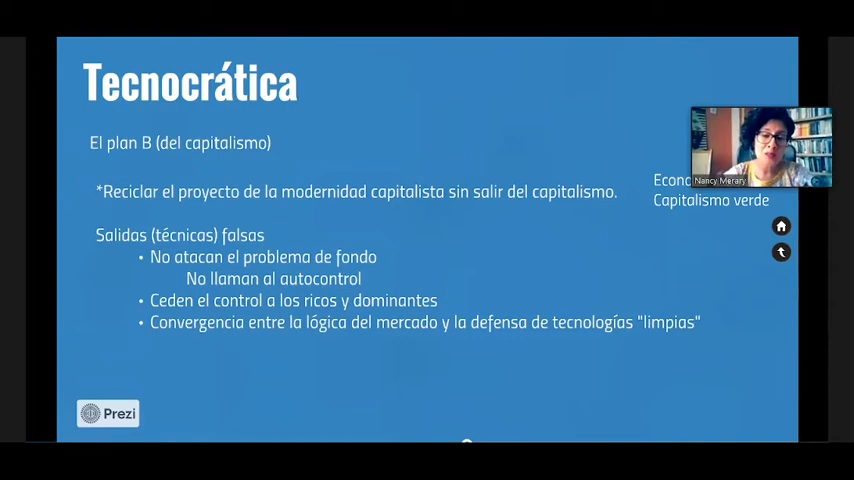 Tecnocrática
El plan B (del capitalismo)
*Reciclar el proyecto de la modernidad capitalista sin salir del capitalismo.
Capitalismo verde
Nancy Merary
Salidas (técnicas) falsas
• No atacan el problema de fondo
No llaman al autocontrol
• Ceden el control a los ricos y dominantes
• Convergencia entre la lógica del mercado y la defensa de tecnologías "limpias"
Prezi